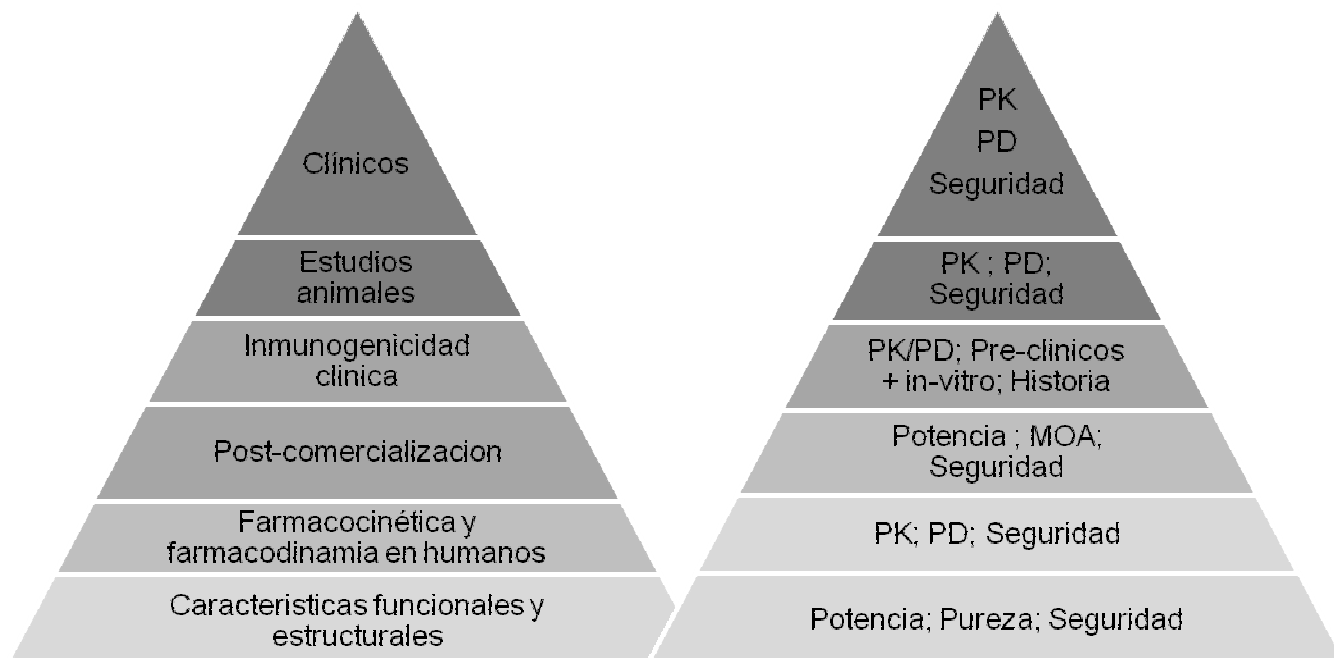 Clínicos
Estudios
animales
Inmunogenicidad
clinica
Post-comercializacion
Farmacocinética y
farmacodinamia en humanos
Caracteristicas funcionales y
estructurales
PK
PD
Seguridad
PK ; PD;
Seguridad
PK/PD; Pre-clinicos
+ in-vitro; Historia
Potencia ; MOA;
Seguridad
PK; PD; Seguridad
Potencia; Pureza; Seguridad